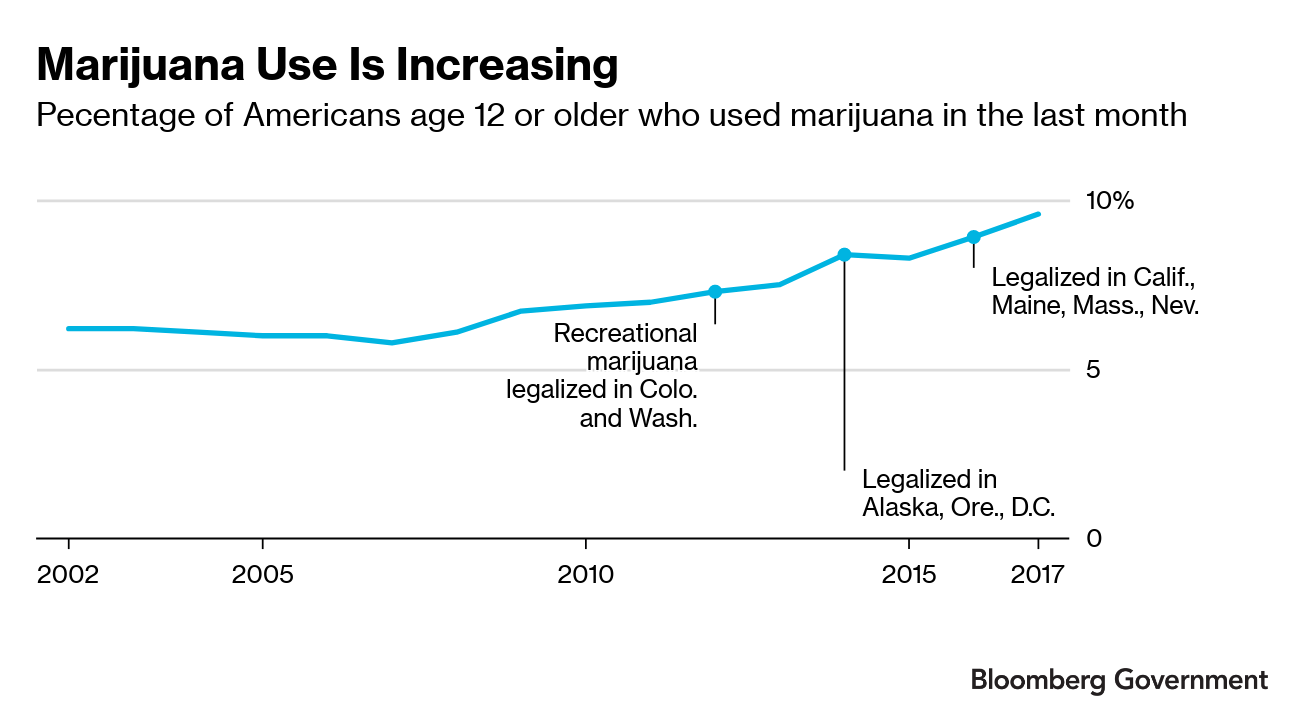 Marijuana Use Is Increasing
Pecentage of Americans age 12 or older who used marijuana in the last month
10%
Legalized in Calif.,
Maine, Mass., Nev.
Recreational
marijuana
legalized in Colo.
and Wash.
5
Legalized in
Alaska, Ore., D.C.
0
2002
2005
2010
2015
2017
Bloomberg Government